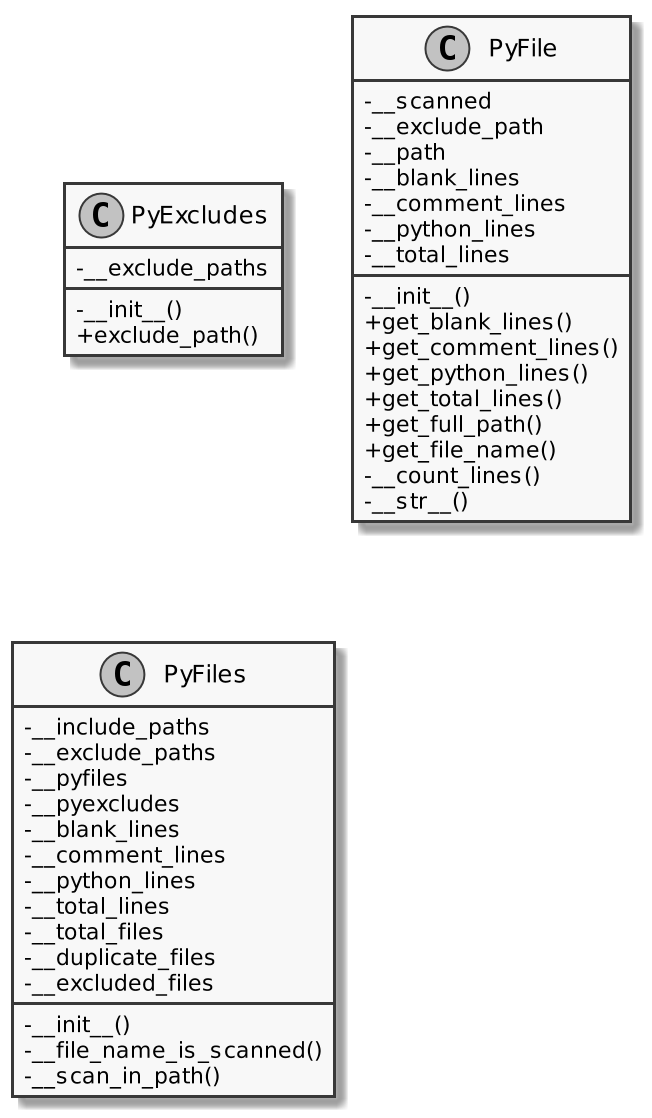 C PyExcludes
-__exclude_paths
-__init__()
+exclude_path()
C PyFile
-__scanned
-__exclude_path
-__path
-__blank_lines
-__comment_lines
-__python_lines
-__total_lines
-__init__()
+get_blank_lines()
+get_comment_lines()
+get_python_lines()
+get_total_lines()
+get_full_path()
+get_file_name()
-__count_lines()
-__str__()
C PyFiles
-__include_paths
-__exclude_paths
-__pyfiles
-__pyexcludes
-__blank_lines
-__comment_lines
-__python_lines
-__total_lines
-__total_files
-__duplicate_files
-__excluded_files
-__init__()
-__file_name_is_scanned()
-__scan_in_path()